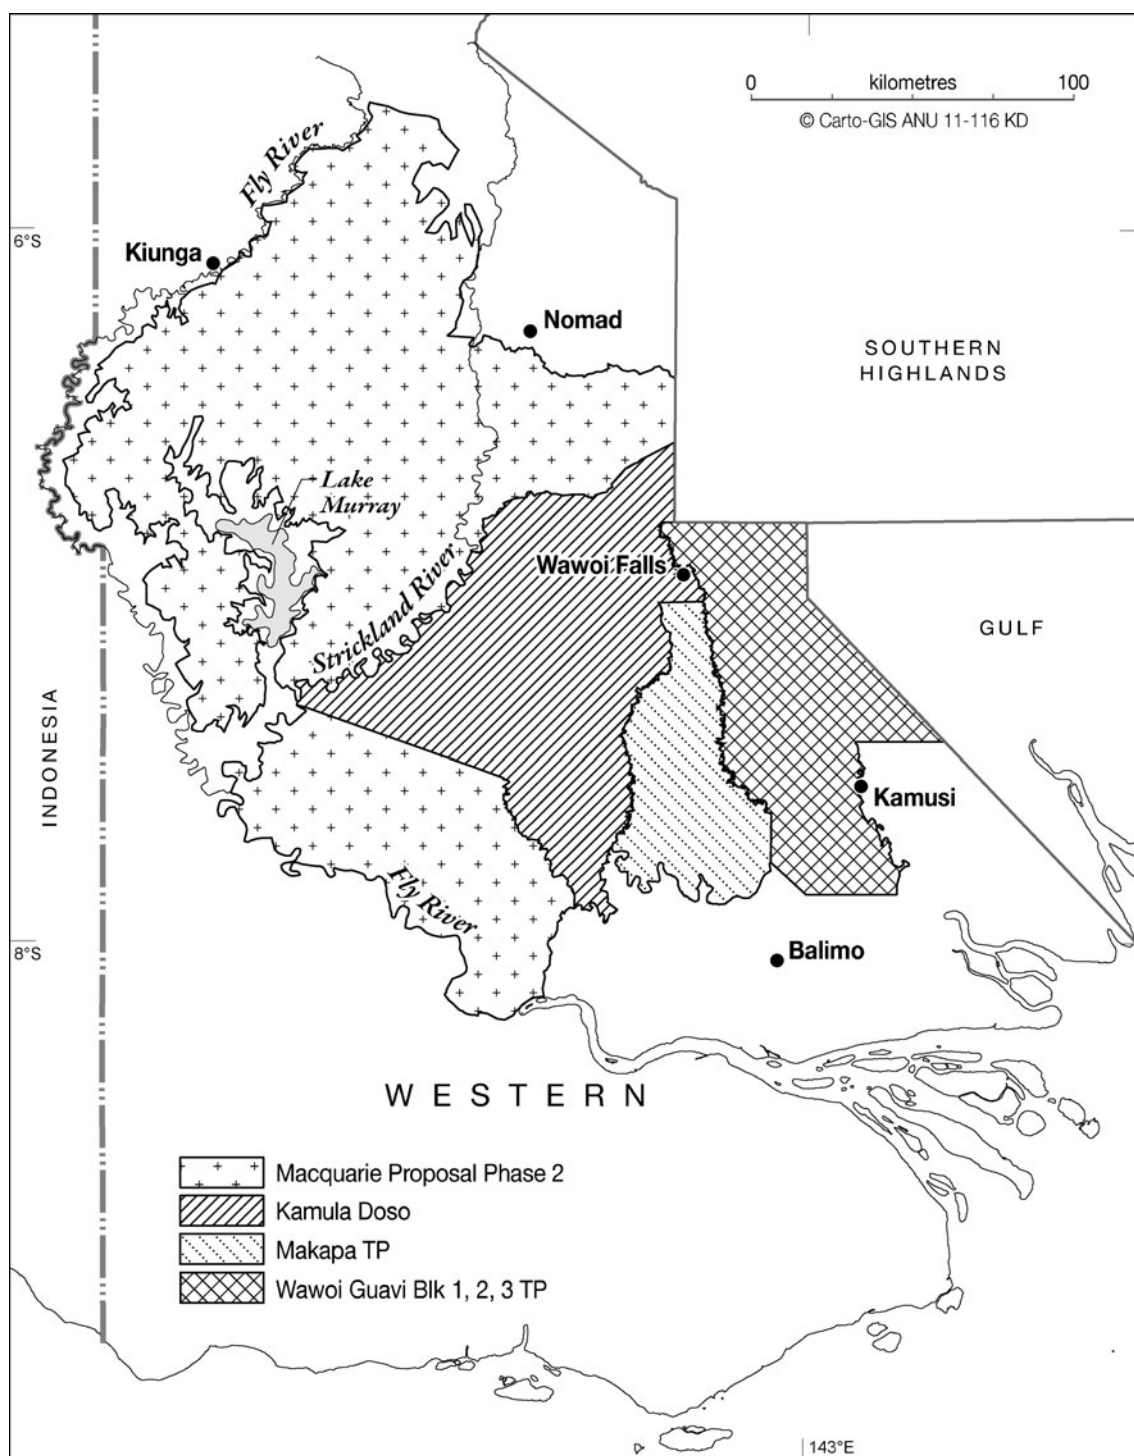 0 kilometres 100
© Carto-GIS ANU 11-116 KD
Fly River
6°S
Kiunga
Nomad
SOUTHERN
HIGHLANDS
Lake
Murray
Wawoi Falls
Strickland River
GULF
INDONESIA
Kamusi
Fly River
8°S
Balimo
WESTERN
Macquarie Proposal Phase 2
Kamula Doso
Makapa TP
Wawoi Guavi Blk 1, 2, 3 TP
143°E